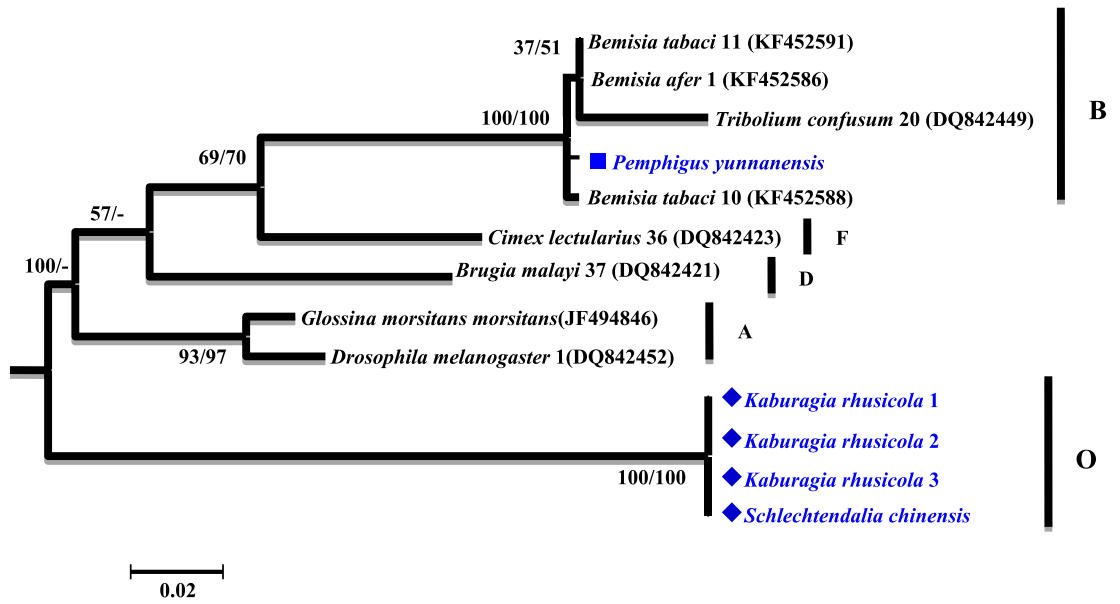 37/51
Bemisia tabaci 11 (KF452591)
Bemisia afer 1 (KF452586)
B
100/100
Tribolium confusum 20 (DQ842449)
69/70
Pemphigus yunnanensis
Bemisia tabaci 10 (KF452588)
57/-
Cimex lectularius 36 (DQ842423)
F
100/-
Brugia malayi 37 (DQ842421)
D
Glossina morsitans morsitans(JF494846)
A
93/97
Drosophila melanogaster 1(DQ842452)
Kaburagia rhusicola 1
Kaburagia rhusicola 2
O
100/100
Kaburagia rhusicola 3
Schlechtendalia chinensis
0.02